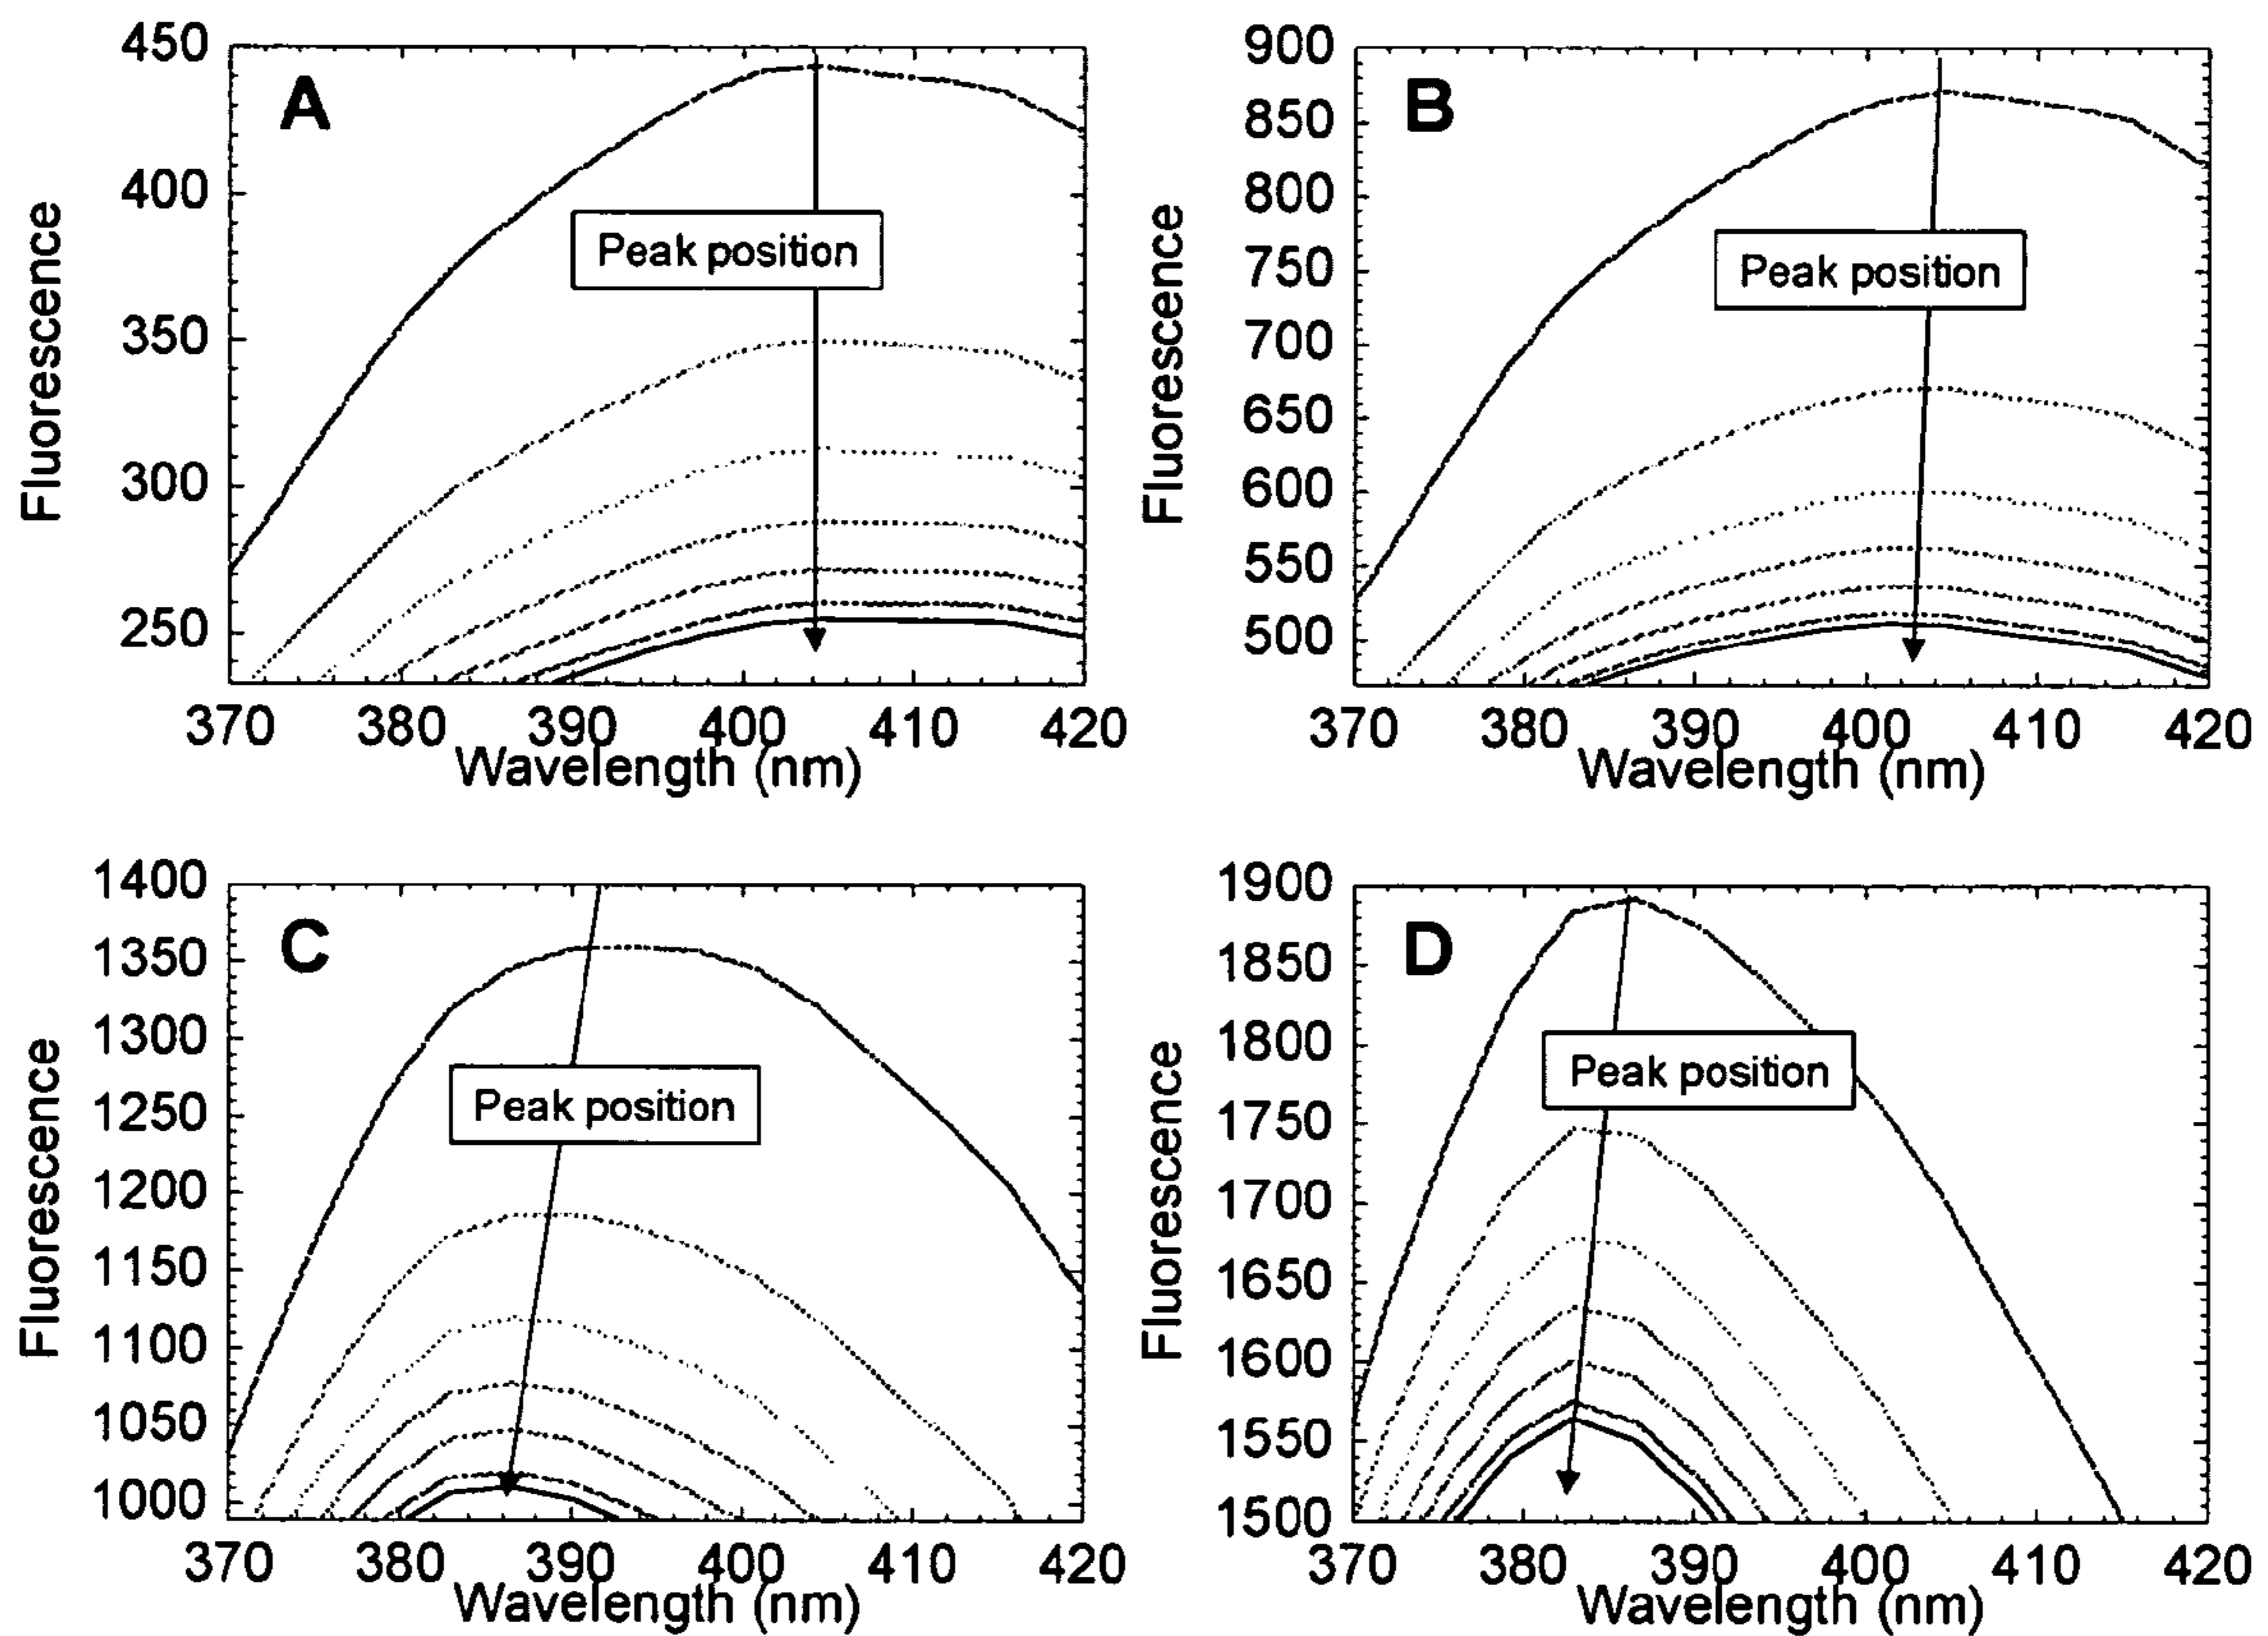 A
Fluorescence
450
400
350
300
250
Peak position
370 380 390 400 410 420
Wavelength (nm)
B
Fluorescence
900
850
800
750
700
650
600
550
500
Peak position
370 380 390 400 410 420
Wavelength (nm)
C
Fluorescence
1400
1350
1300
1250
1200
1150
1100
1050
1000
Peak position
370 380 390 400 410 420
Wavelength (nm)
D
Fluorescence
1900
1850
1800
1750
1700
1650
1600
1550
1500
Peak position
370 380 390 400 410 420
Wavelength (nm)